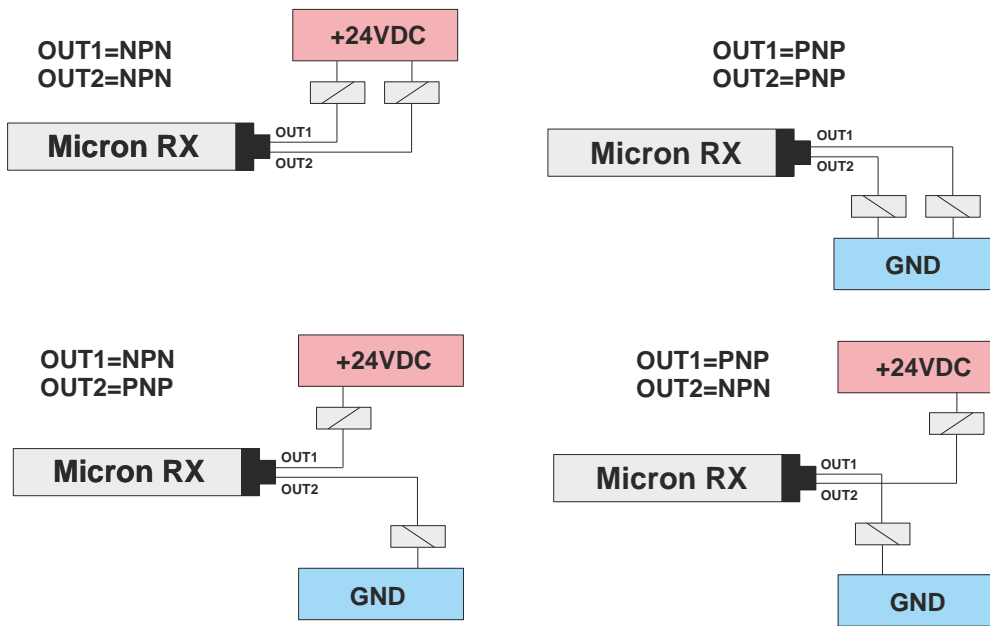 OUT1=NPN
OUT2=NPN
+24VDC
Micron RX
OUT1
OUT2
OUT1=PNP
OUT2=PNP
Micron RX
OUT1
OUT2
GND
OUT1=NPN
OUT2=PNP
+24VDC
Micron RX
OUT1
OUT2
GND
OUT1=PNP
OUT2=NPN
+24VDC
Micron RX
OUT1
OUT2
GND